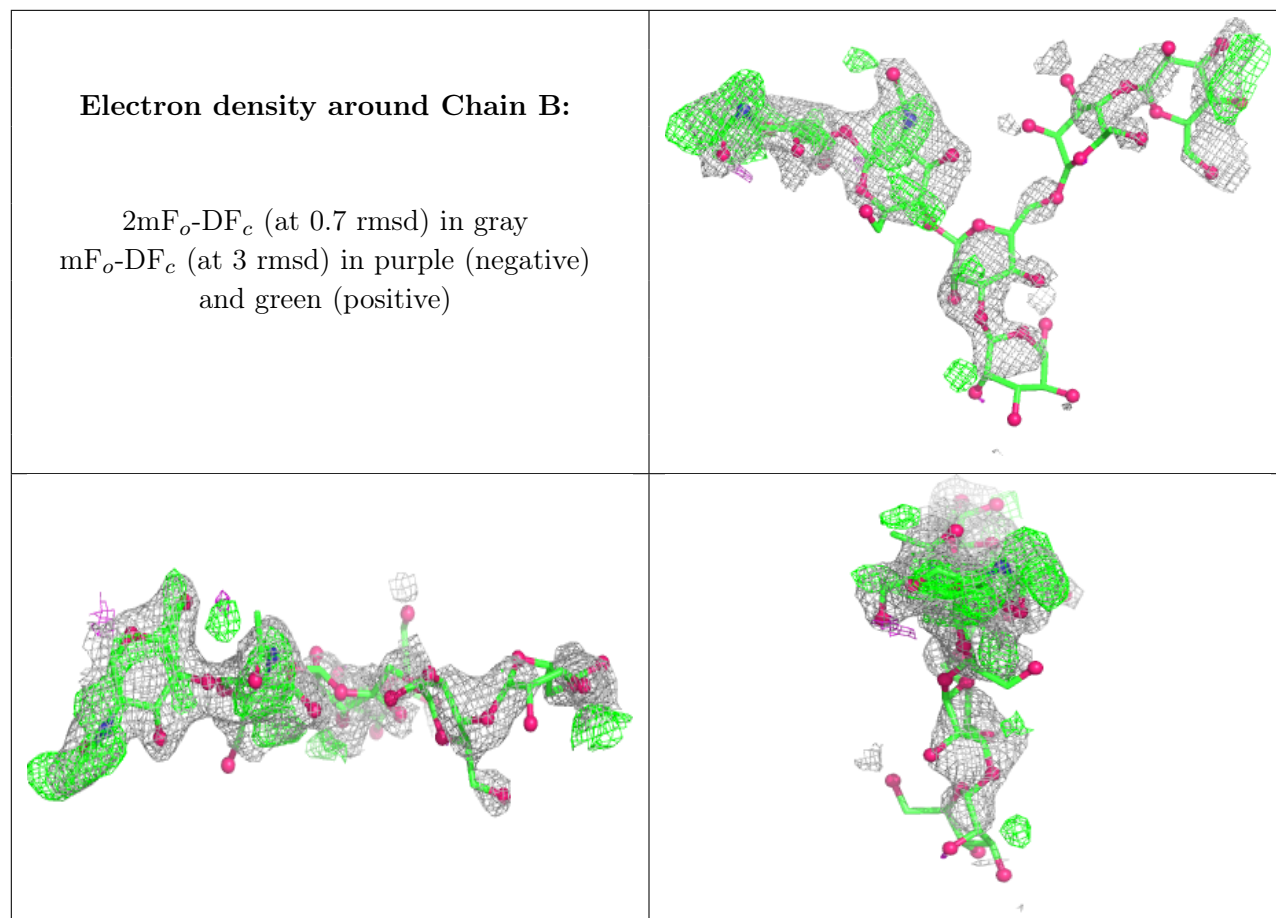 Electron density around Chain B:
2mFₒ-DF𝒸 (at 0.7 rmsd) in gray
mFₒ-DF𝒸 (at 3 rmsd) in purple (negative)
and green (positive)